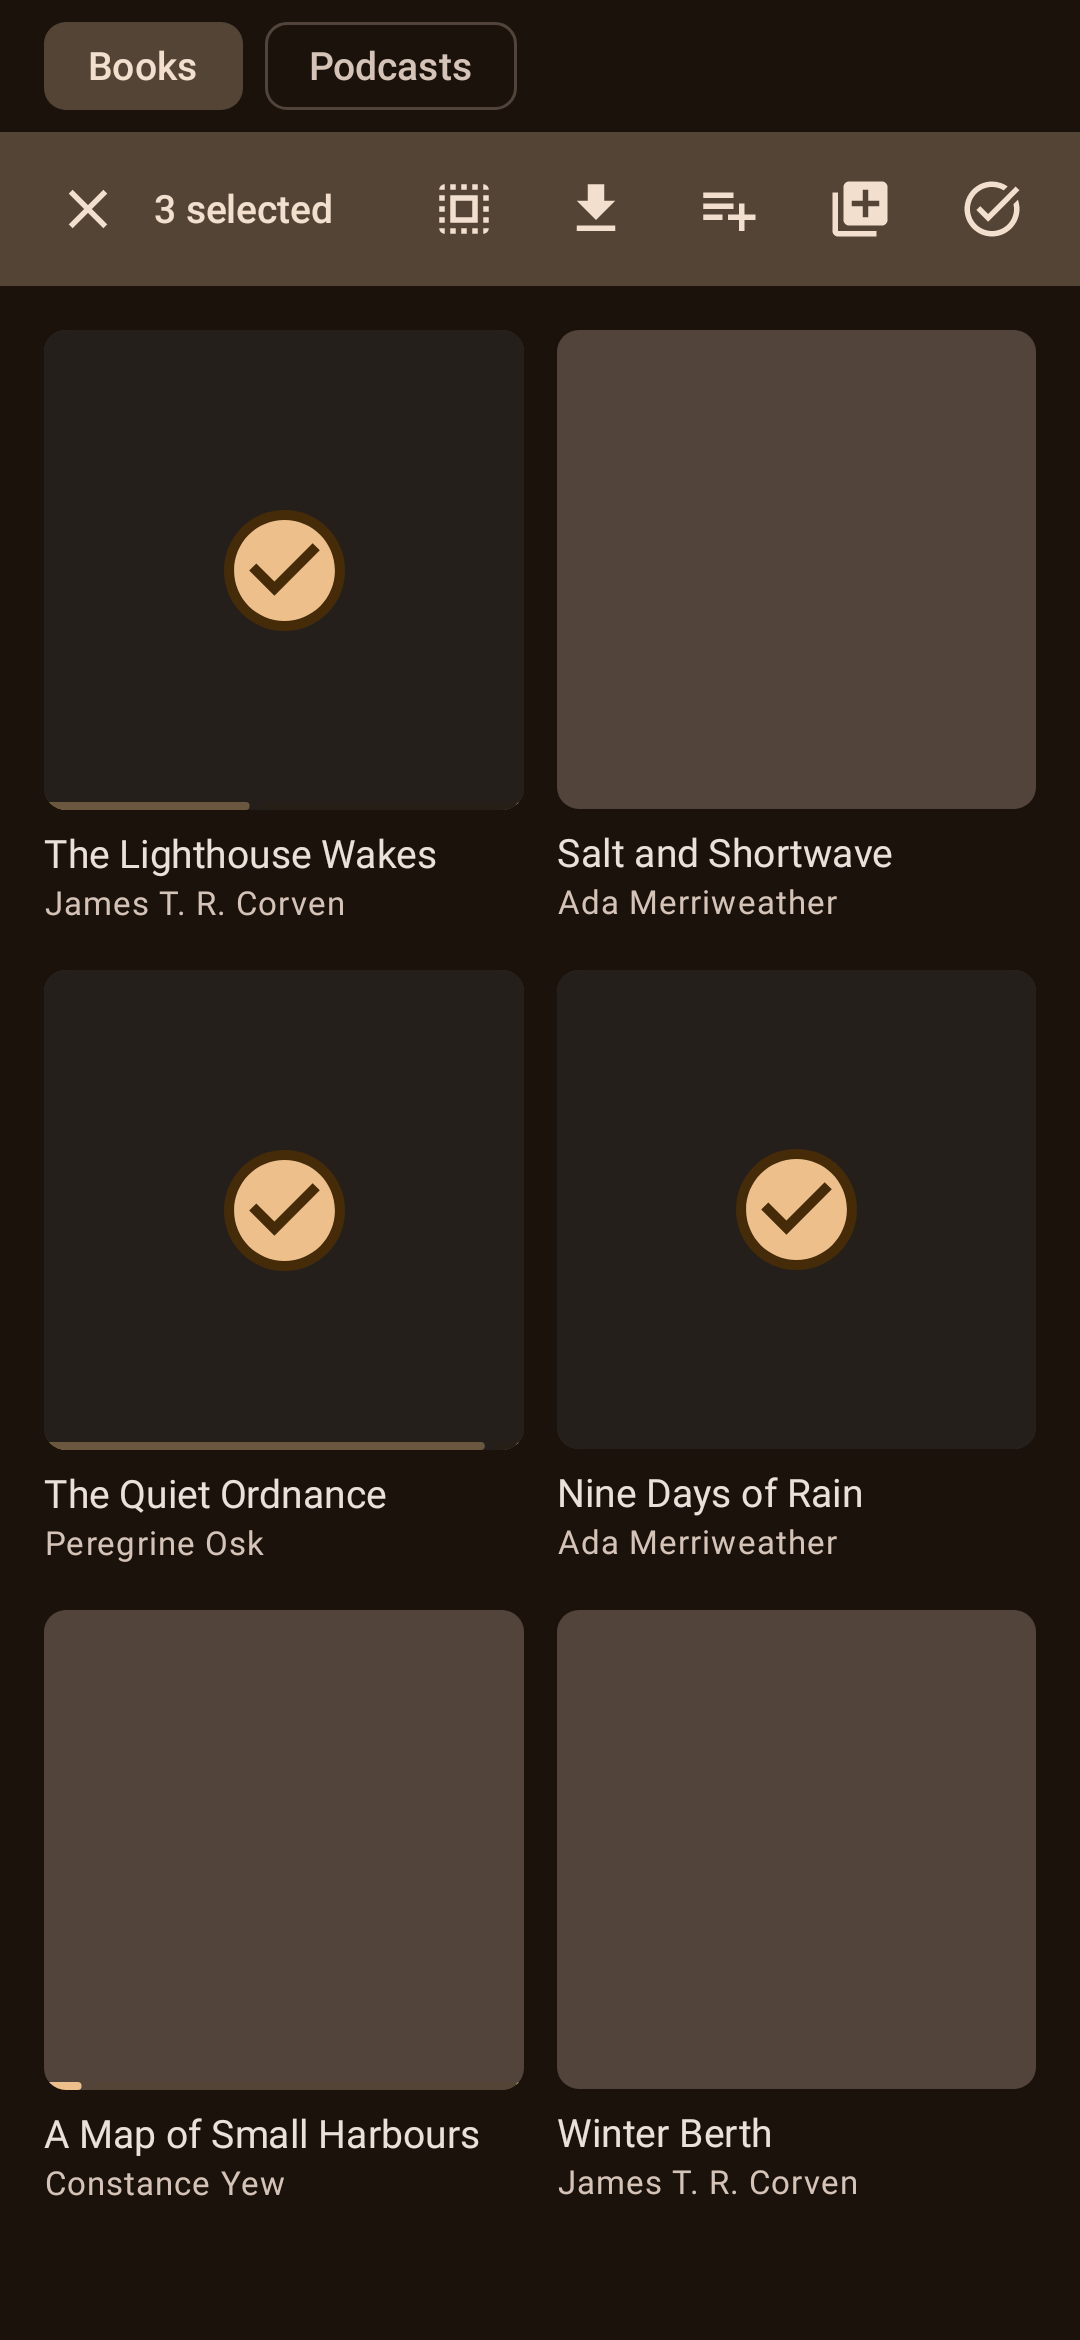 Books
Podcasts
3 selected
The Lighthouse Wakes
James T. R. Corven
Salt and Shortwave
Ada Merriweather
The Quiet Ordnance
Peregrine Osk
Nine Days of Rain
Ada Merriweather
A Map of Small Harbours
Constance Yew
Winter Berth
James T. R. Corven